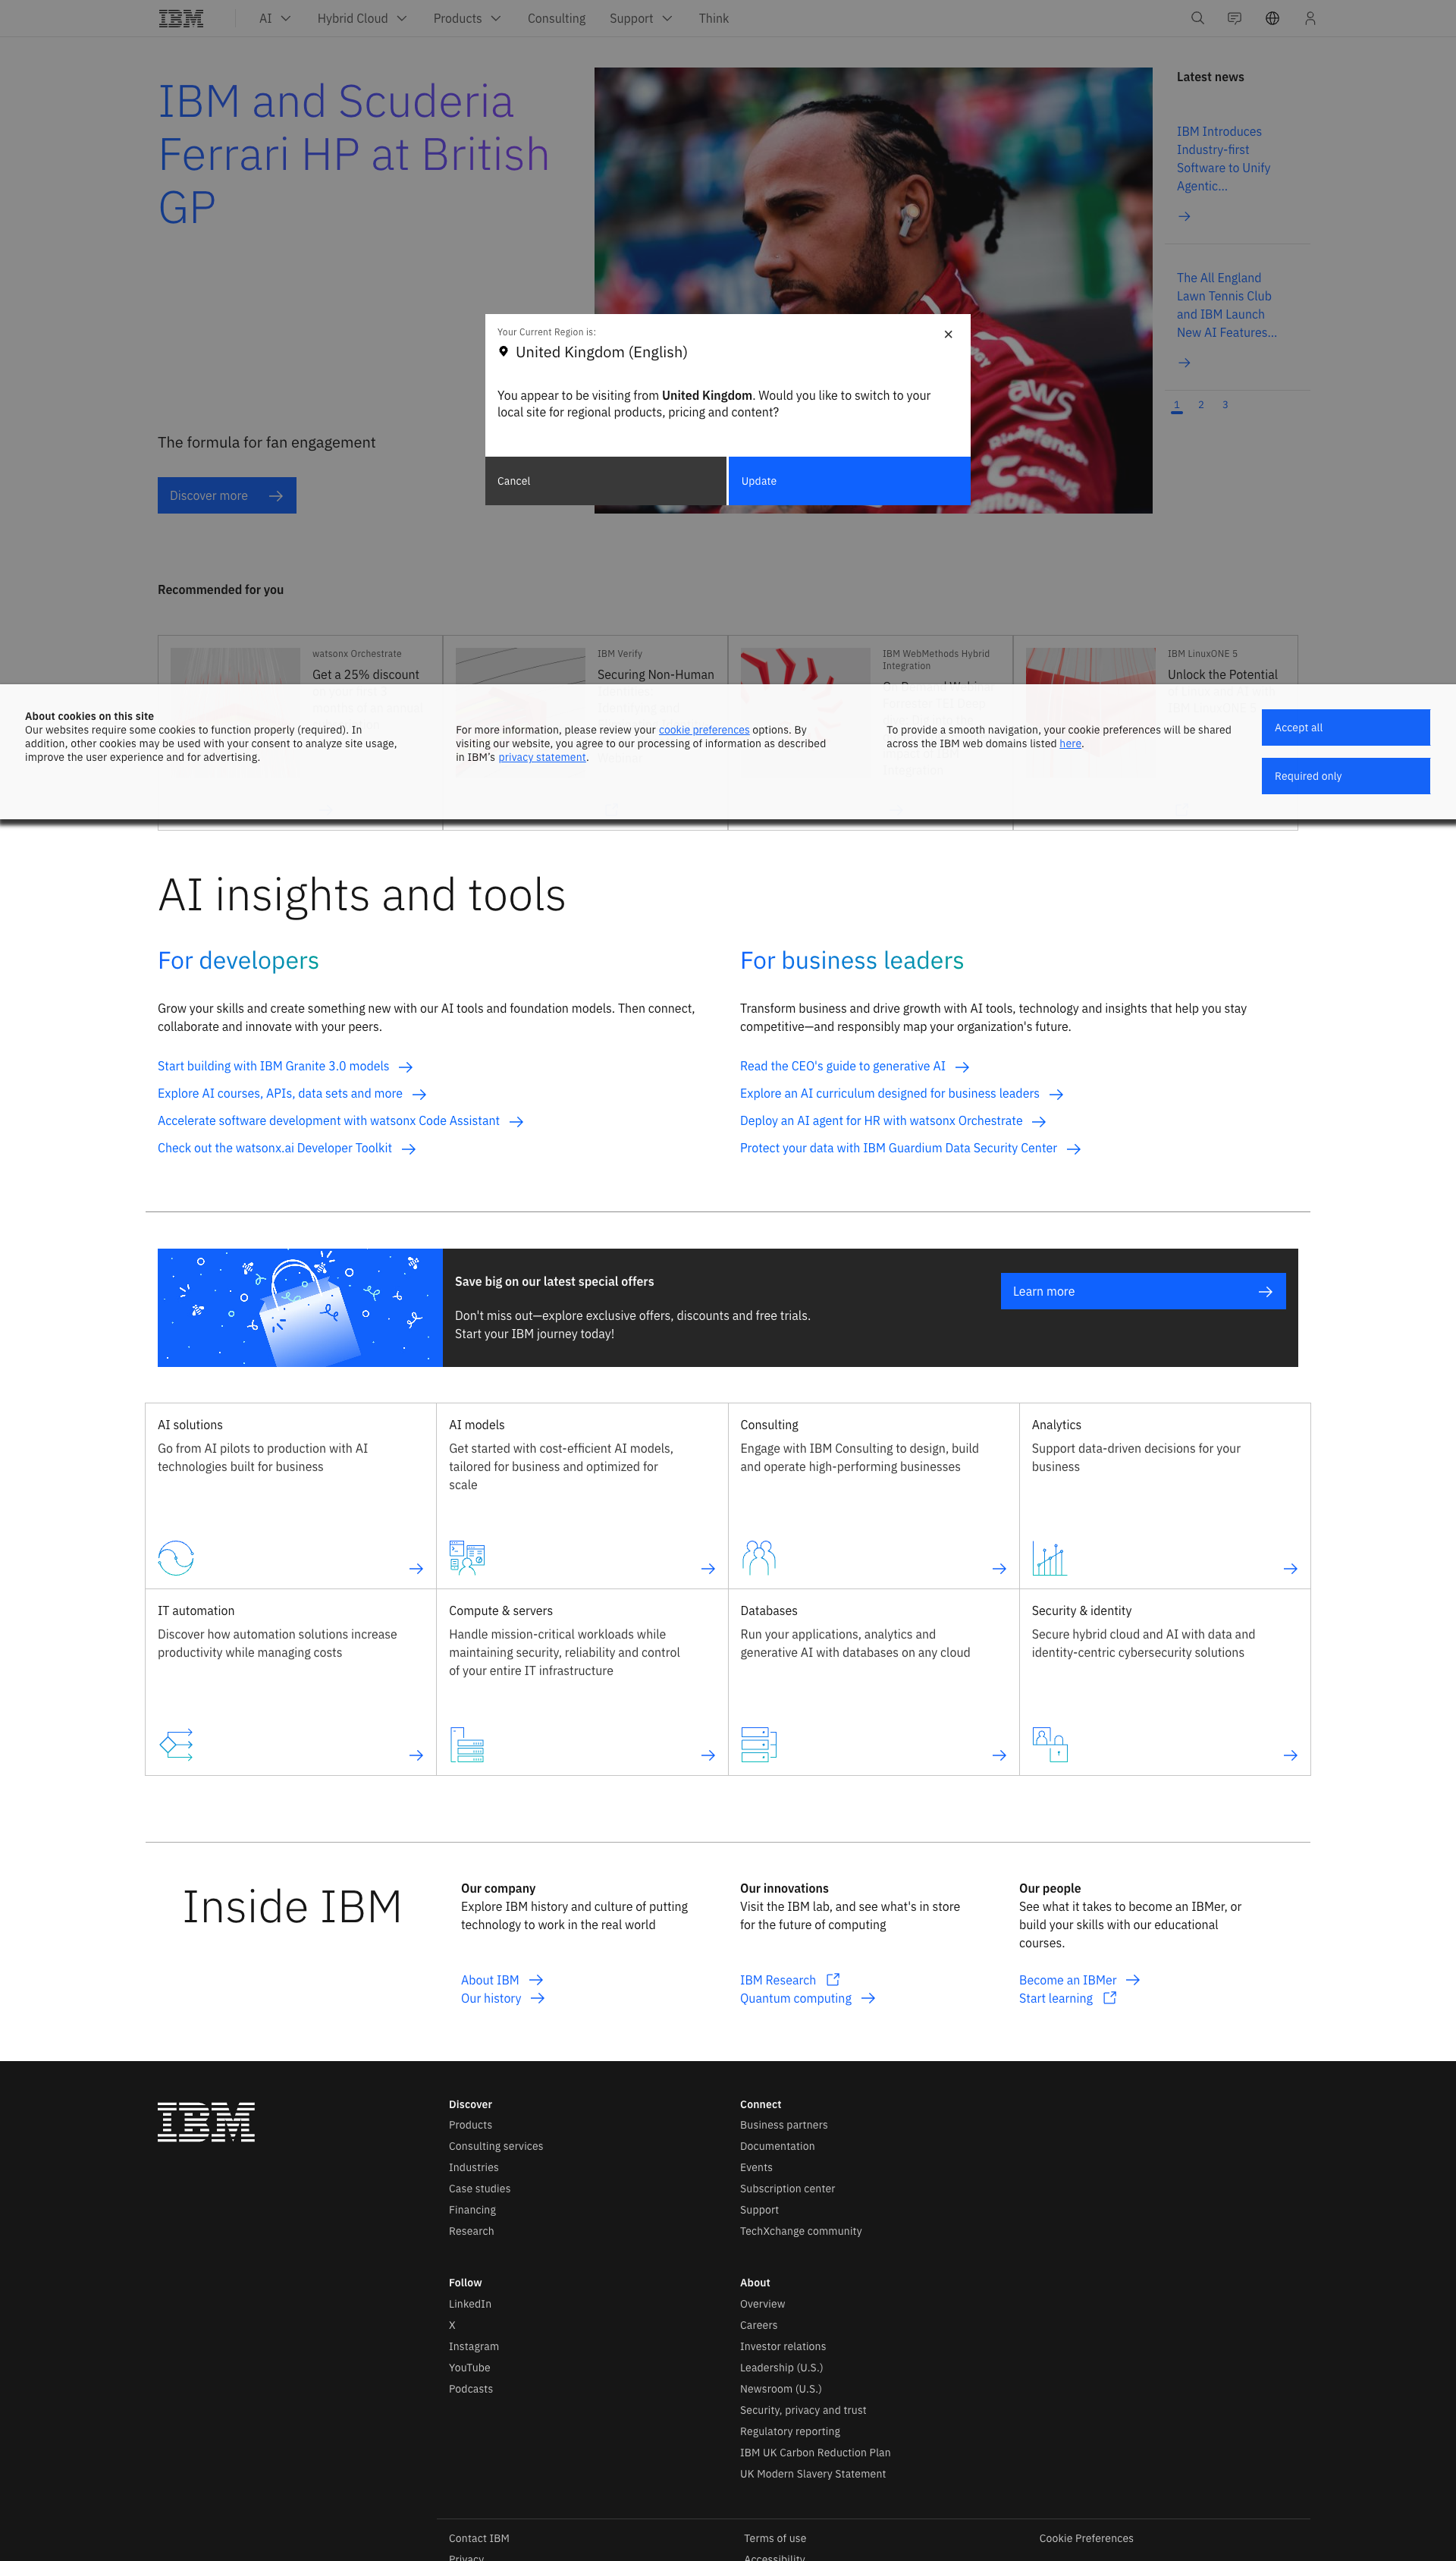 IBM
AI
Hybrid Cloud
Products
Consulting
Support
Think
IBM and Scuderia
Ferrari HP at British
GP
The formula for fan engagement
Discover more
Latest news
IBM Introduces
Industry-first
Software to Unify
Agentic...
The All England
Lawn Tennis Club
and IBM Launch
New AI Features...
1 2 3
aws
Bitdefender
Celsius
Your Current Region is:
United Kingdom (English)
You appear to be visiting from United Kingdom. Would you like to switch to your
local site for regional products, pricing and content?
Cancel
Update
Recommended for you
watsonx Orchestrate
Get a 25% discount
IBM Verify
Securing Non-Human
IBM WebMethods Hybrid
Integration
IBM LinuxONE 5
Unlock the Potential
About cookies on this site
Our websites require some cookies to function properly (required). In
addition, other cookies may be used with your consent to analyze site usage,
improve the user experience and for advertising.
For more information, please review your cookie preferences options. By
visiting our website, you agree to our processing of information as described
in IBM's privacy statement.
To provide a smooth navigation, your cookie preferences will be shared
across the IBM web domains listed here.
Accept all
Required only
AI insights and tools
For developers
Grow your skills and create something new with our AI tools and foundation models. Then connect,
collaborate and innovate with your peers.
Start building with IBM Granite 3.0 models
Explore AI courses, APIs, data sets and more
Accelerate software development with watsonx Code Assistant
Check out the watsonx.ai Developer Toolkit
For business leaders
Transform business and drive growth with AI tools, technology and insights that help you stay
competitive—and responsibly map your organization's future.
Read the CEO's guide to generative AI
Explore an AI curriculum designed for business leaders
Deploy an AI agent for HR with watsonx Orchestrate
Protect your data with IBM Guardium Data Security Center
Save big on our latest special offers
Don't miss out—explore exclusive offers, discounts and free trials.
Start your IBM journey today!
Learn more
AI solutions
Go from AI pilots to production with AI
technologies built for business
AI models
Get started with cost-efficient AI models,
tailored for business and optimized for
scale
Consulting
Engage with IBM Consulting to design, build
and operate high-performing businesses
Analytics
Support data-driven decisions for your
business
IT automation
Discover how automation solutions increase
productivity while managing costs
Compute & servers
Handle mission-critical workloads while
maintaining security, reliability and control
of your entire IT infrastructure
Databases
Run your applications, analytics and
generative AI with databases on any cloud
Security & identity
Secure hybrid cloud and AI with data and
identity-centric cybersecurity solutions
Inside IBM
Our company
Explore IBM history and culture of putting
technology to work in the real world
About IBM
Our history
Our innovations
Visit the IBM lab, and see what's in store
for the future of computing
IBM Research
Quantum computing
Our people
See what it takes to become an IBMer, or
build your skills with our educational
courses.
Become an IBMer
Start learning
IBM
Discover
Products
Consulting services
Industries
Case studies
Financing
Research
Connect
Business partners
Documentation
Events
Subscription center
Support
TechXchange community
Follow
LinkedIn
X
Instagram
YouTube
Podcasts
About
Overview
Careers
Investor relations
Leadership (U.S.)
Newsroom (U.S.)
Security, privacy and trust
Regulatory reporting
IBM UK Carbon Reduction Plan
UK Modern Slavery Statement
Contact IBM
Terms of use
Cookie Preferences
Privacy
Accessibility